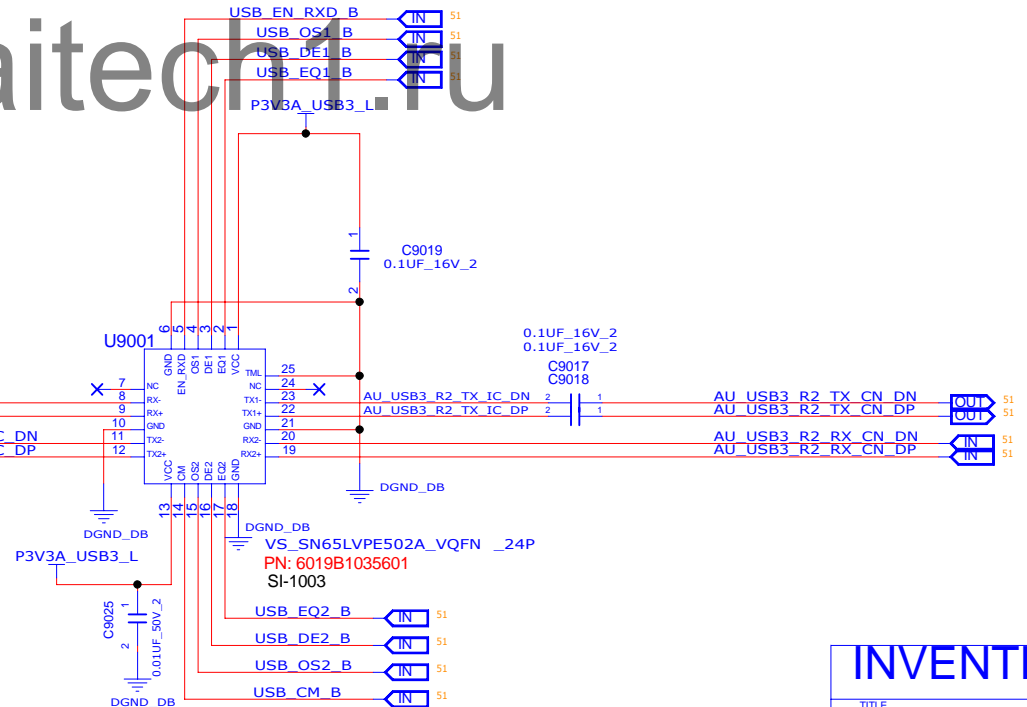 USB_EN_RXD_B IN 51
USB_OS1_B IN 51
USB_DE1_B IN 51
USB_EQ1_B IN 51
aitech1.ru
P3V3A_USB3_L
1
C9019
0.1UF_16V_2
2
6 5 4 3 2 1
U9001
GND EN_RXD OS1 DE1 EQ1 VCC
0.1UF_16V_2
0.1UF_16V_2
C9017
C9018
TML 25
7 NC NC 24
8 RX- TX1- 23 AU_USB3_R2_TX_IC_DN 2 1 AU_USB3_R2_TX_CN_DN OUT 51
9 RX+ TX1+ 22 AU_USB3_R2_TX_IC_DP 2 1 AU_USB3_R2_TX_CN_DP OUT 51
10 GND GND 21
C_DN 11 TX2- RX2- 20 AU_USB3_R2_RX_CN_DN IN 51
C_DP 12 TX2+ RX2+ 19 AU_USB3_R2_RX_CN_DP IN 51
VCC CM OS2 DE2 EQ2 GND
13 14 15 16 17 18
DGND_DB
DGND_DB
DGND_DB
VS_SN65LVPE502A_VQFN _24P
PN: 6019B1035601
SI-1003
P3V3A_USB3_L
C9025
1
2
0.01UF_50V_2
DGND_DB
USB_EQ2_B IN 51
USB_DE2_B IN 51
USB_OS2_B IN 51
USB_CM_B IN 51
INVENT
TITLE